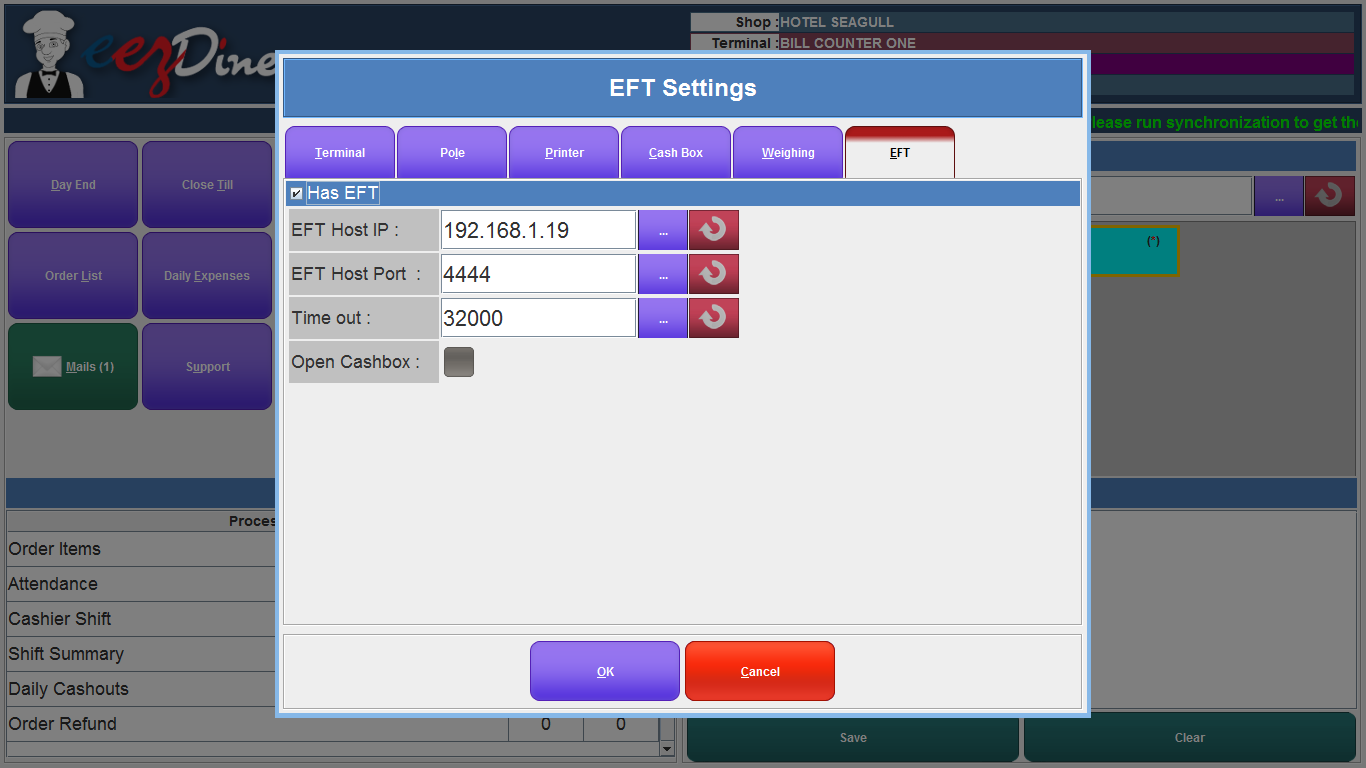 eezDine
Shop :HOTEL SEAGULL
Terminal :BILL COUNTER ONE
lease run synchronization to get the
EFT Settings
Terminal
Pole
Printer
Cash Box
Weighing
EFT
Has EFT
EFT Host IP : 192.168.1.19 ...
EFT Host Port : 4444 ...
Time out : 32000 ...
Open Cashbox :
OK
Cancel
Day End
Close Till
Order List
Daily Expenses
Mails (1)
Support
...
(*)
Proces
Order Items
Attendance
Cashier Shift
Shift Summary
Daily Cashouts
Order Refund 0 0
Save
Clear